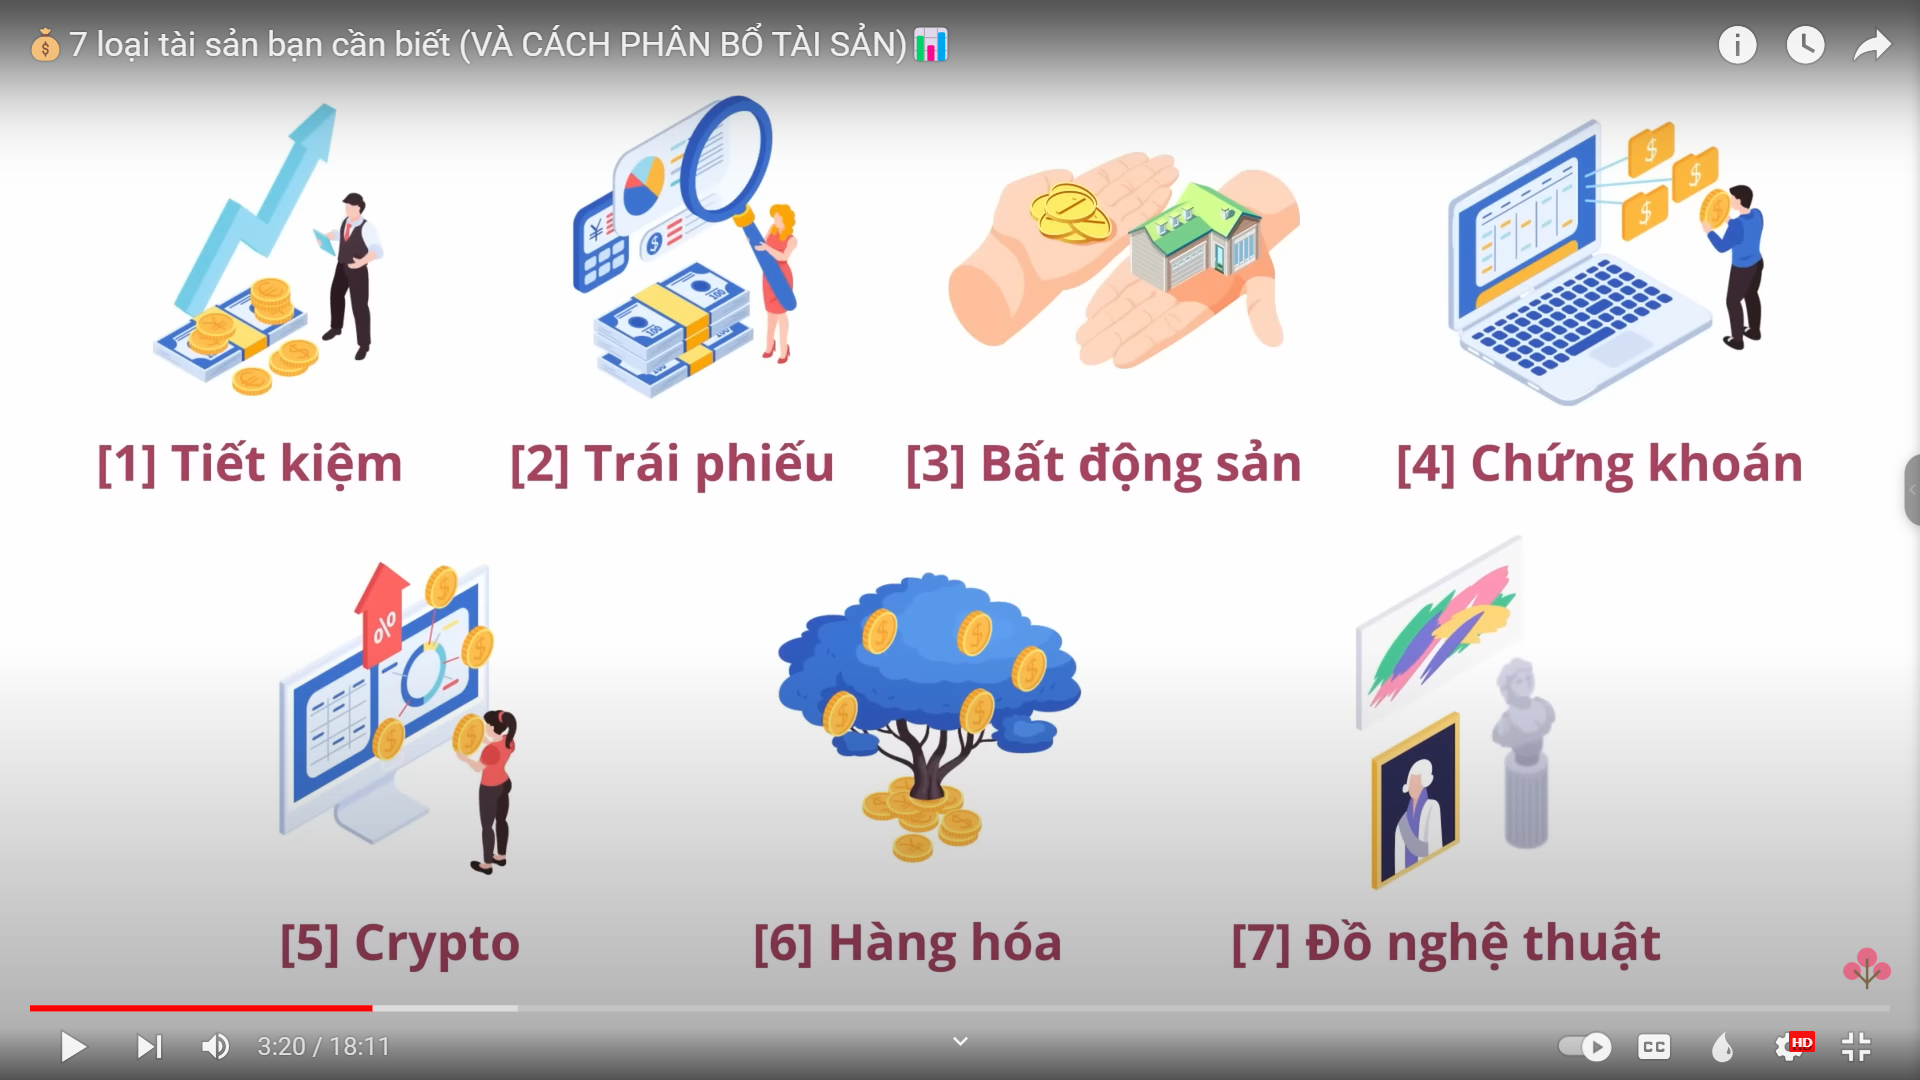 7 loại tài sản bạn cần biết (VÀ CÁCH PHÂN BỔ TÀI SẢN)
[1] Tiết kiệm
[2] Trái phiếu
[3] Bất động sản
[4] Chứng khoán
[5] Crypto
[6] Hàng hóa
[7] Đồ nghệ thuật
3:20 / 18:11
CC
HD